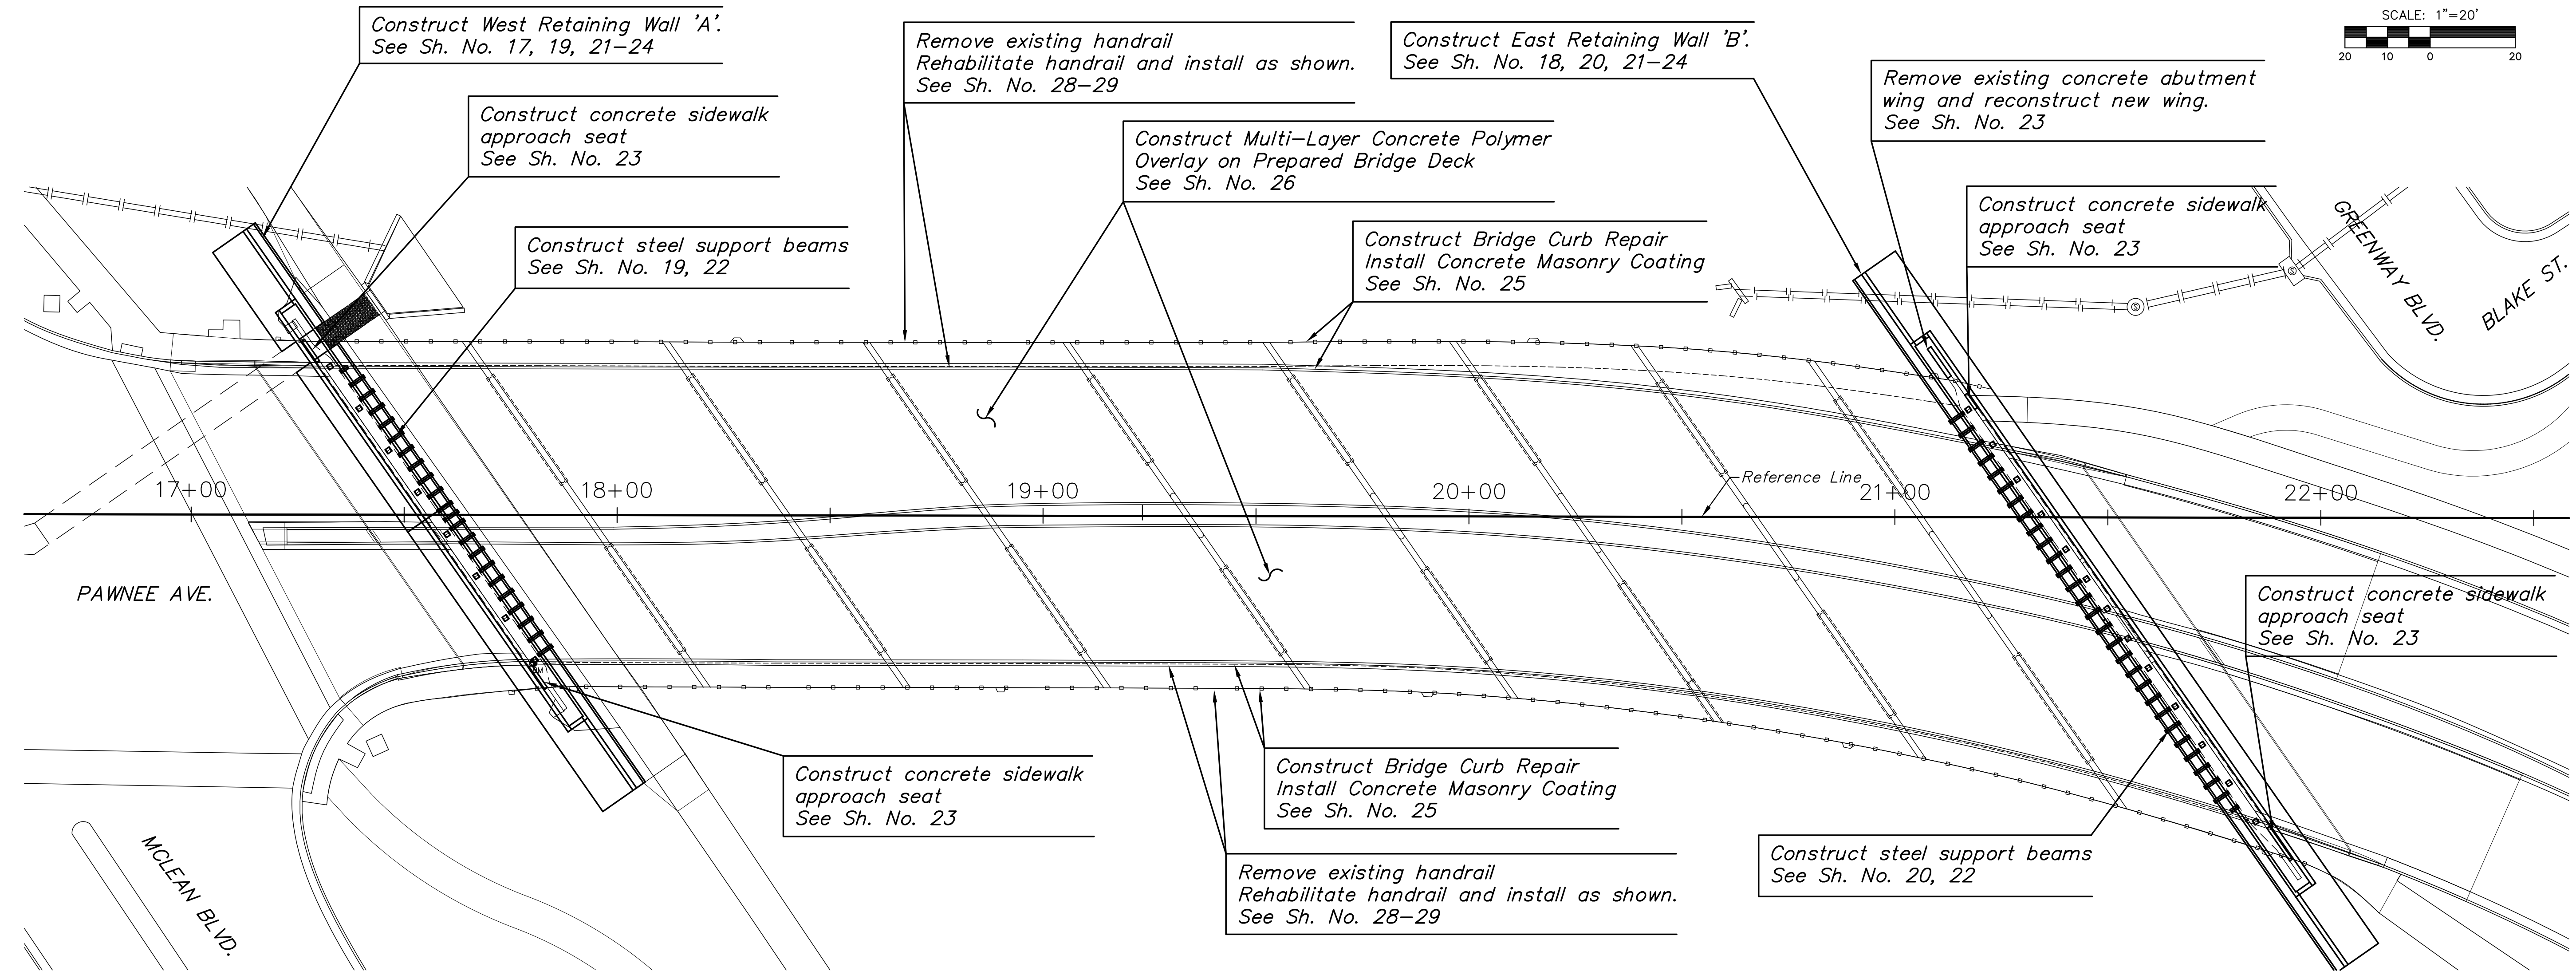 Construct West Retaining Wall 'A'.
See Sh. No. 17, 19, 21-24
Construct concrete sidewalk
approach seat
See Sh. No. 23
Construct steel support beams
See Sh. No. 19, 22
Remove existing handrail
Rehabilitate handrail and install as shown.
See Sh. No. 28-29
Construct Multi-Layer Concrete Polymer
Overlay on Prepared Bridge Deck
See Sh. No. 26
Construct Bridge Curb Repair
Install Concrete Masonry Coating
See Sh. No. 25
Construct East Retaining Wall 'B'.
See Sh. No. 18, 20, 21-24
Remove existing concrete abutment
wing and reconstruct new wing.
See Sh. No. 23
Construct concrete sidewalk
approach seat
See Sh. No. 23
SCALE: 1"=20'
20 10 0 20
GREENWAY BLVD.
BLAKE ST.
S
S
Reference Line
17+00 18+00 19+00 20+00 21+00 22+00
PAWNEE AVE.
MCLEAN BLVD.
Construct concrete sidewalk
approach seat
See Sh. No. 23
Construct Bridge Curb Repair
Install Concrete Masonry Coating
See Sh. No. 25
Remove existing handrail
Rehabilitate handrail and install as shown.
See Sh. No. 28-29
Construct concrete sidewalk
approach seat
See Sh. No. 23
Construct steel support beams
See Sh. No. 20, 22